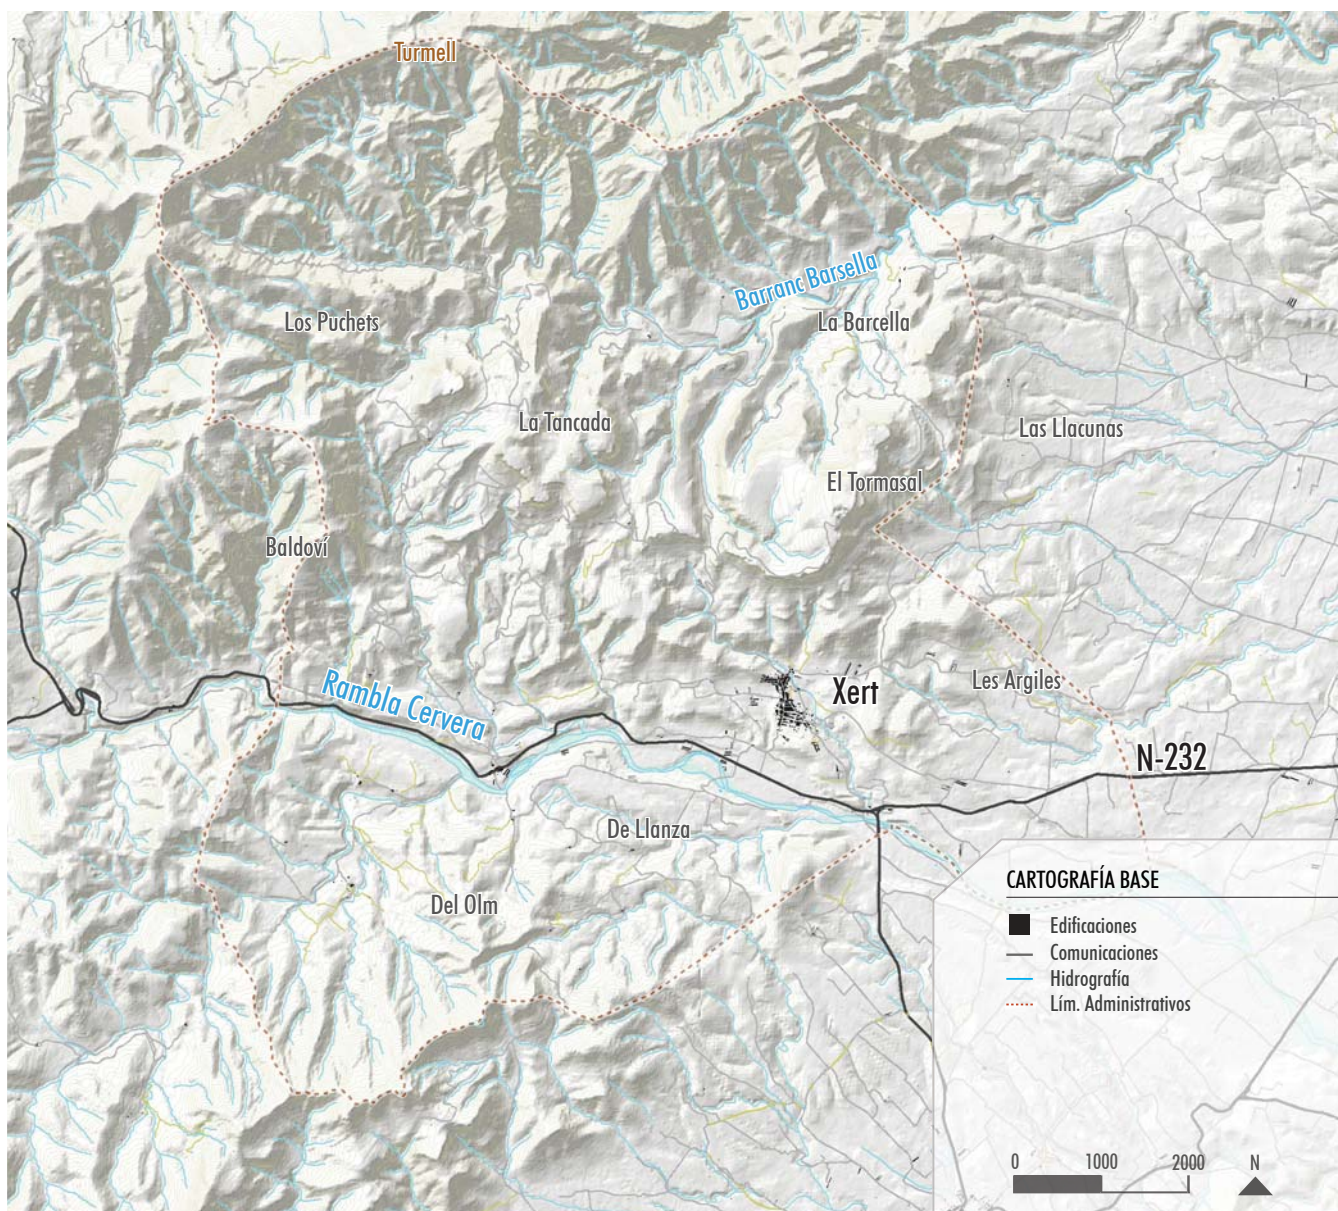 Turmell
Barranc Barsella
Los Puchets
La Barcella
La Tancada
Las Llacunas
El Tormasal
Baldoví
Rambla Cervera
Xert
Les Argiles
N-232
De Llanza
Del Olm
CARTOGRAFÍA BASE
Edificaciones
Comunicaciones
Hidrografía
Lím. Administrativos
0 1000 2000 N